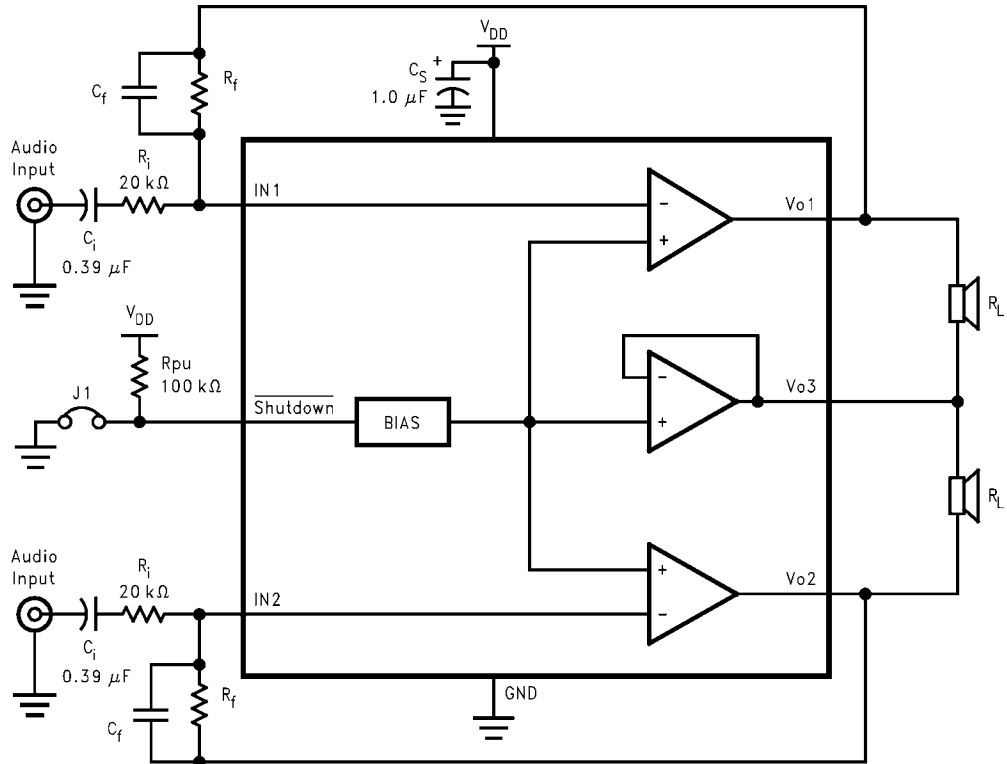 V_DD
C_S
+
1.0 μF
C_f
R_f
Audio
Input
R_i
20 kΩ
C_i
0.39 μF
IN1
−
+
Vo1
R_L
V_DD
Rpu
100 kΩ
J1
Shutdown
BIAS
−
+
Vo3
R_L
Audio
Input
R_i
20 kΩ
C_i
0.39 μF
IN2
+
−
Vo2
C_f
R_f
GND